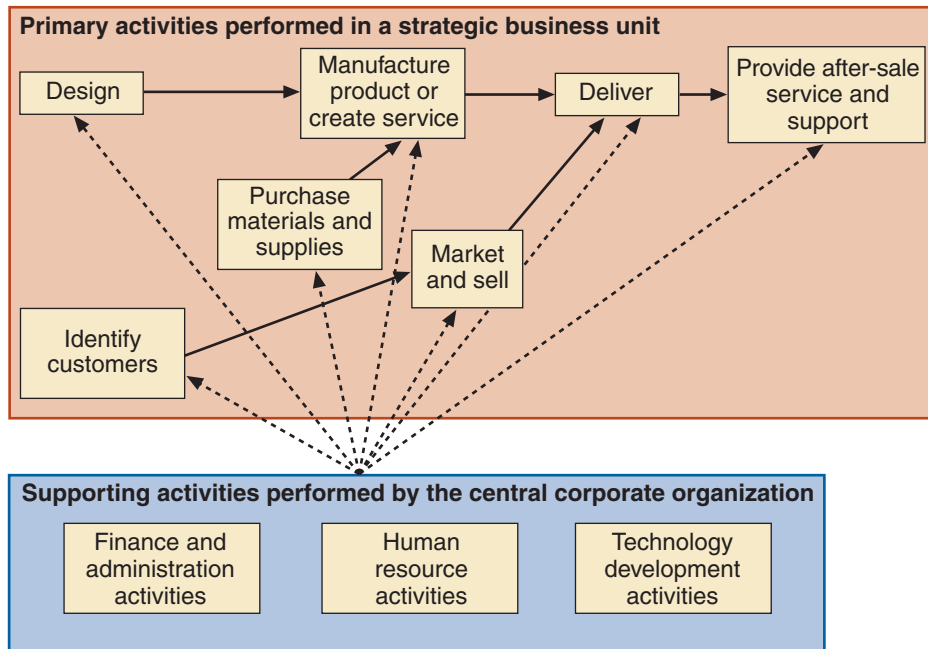 Primary activities performed in a strategic business unit
Design
Manufacture
product or
create service
Deliver
Provide after-sale
service and
support
Purchase
materials and
supplies
Market
and sell
Identify
customers
Supporting activities performed by the central corporate organization
Finance and
administration
activities
Human
resource
activities
Technology
development
activities